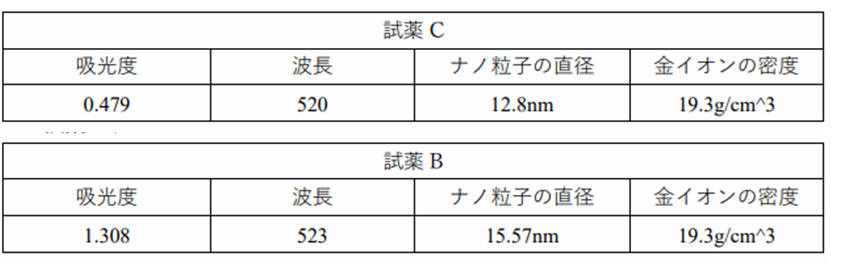 試薬 C
吸光度 波長 ナノ粒子の直径 金イオンの密度
0.479 520 12.8nm 19.3g/cm^3
試薬 B
吸光度 波長 ナノ粒子の直径 金イオンの密度
1.308 523 15.57nm 19.3g/cm^3